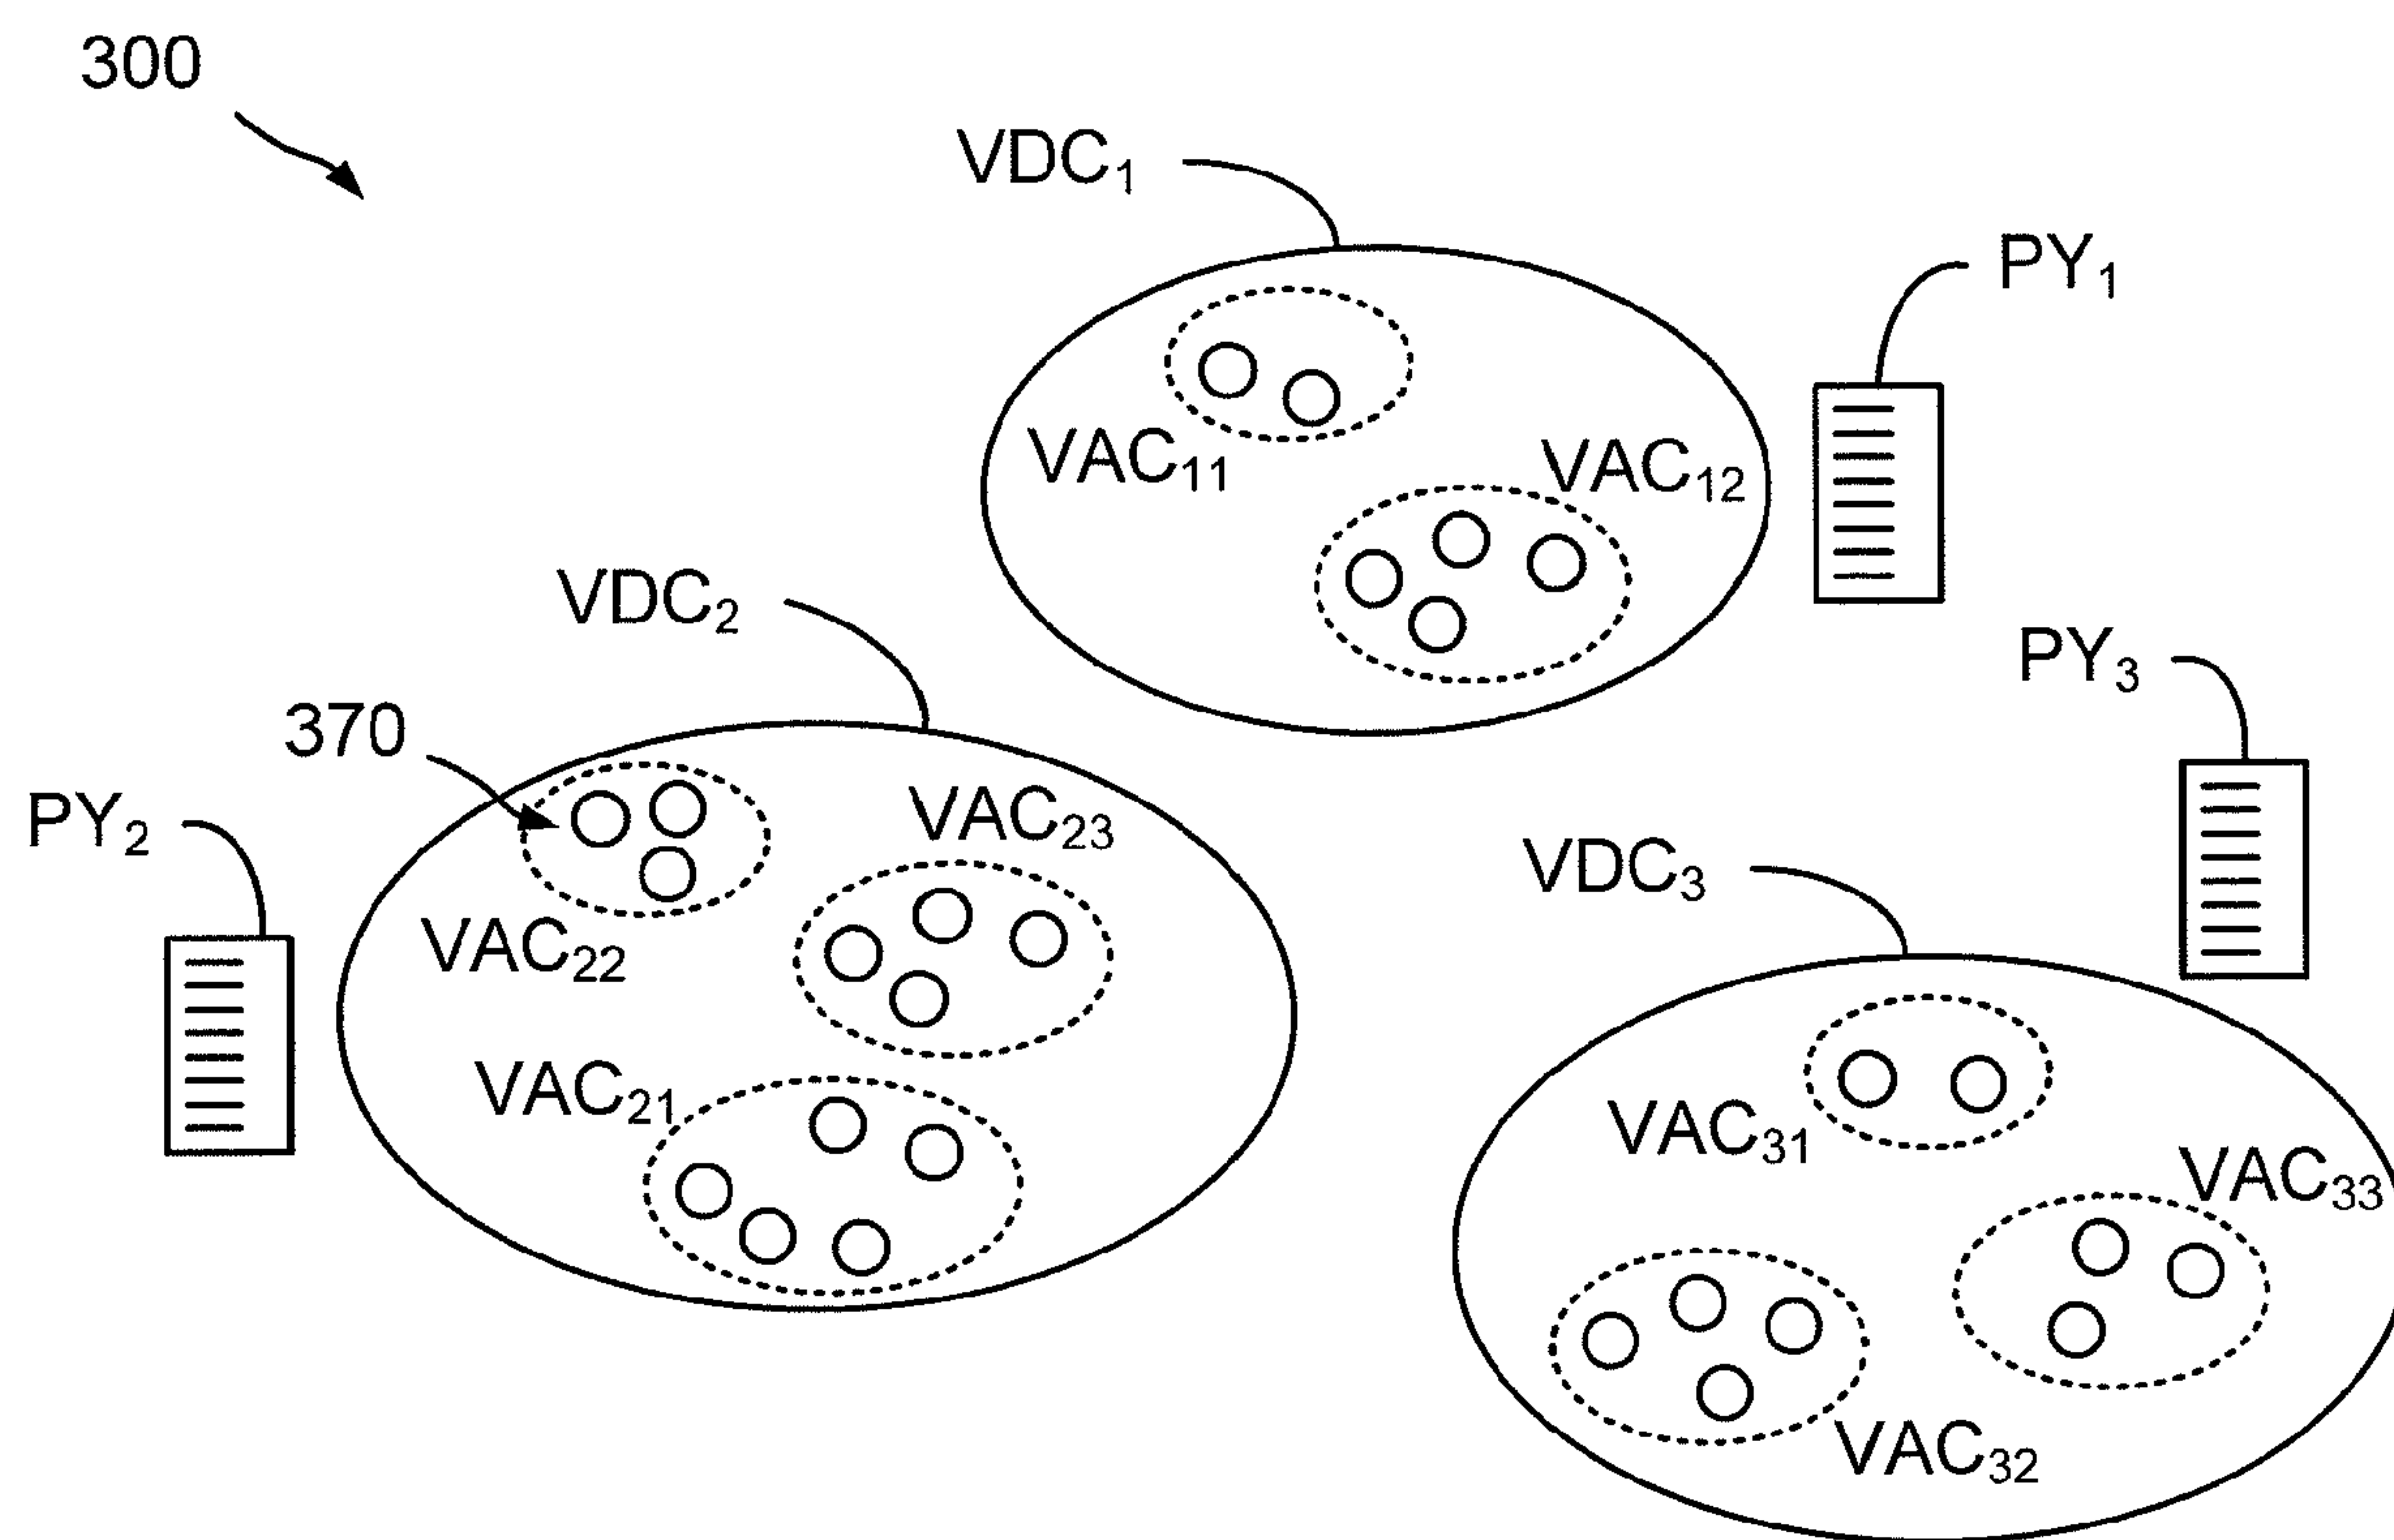 300
VDC₁
PY₁
VAC₁₁
VAC₁₂
VDC₂
PY₃
370
PY₂
VAC₂₃
VDC₃
VAC₂₂
VAC₂₁
VAC₃₁
VAC₃₃
VAC₃₂